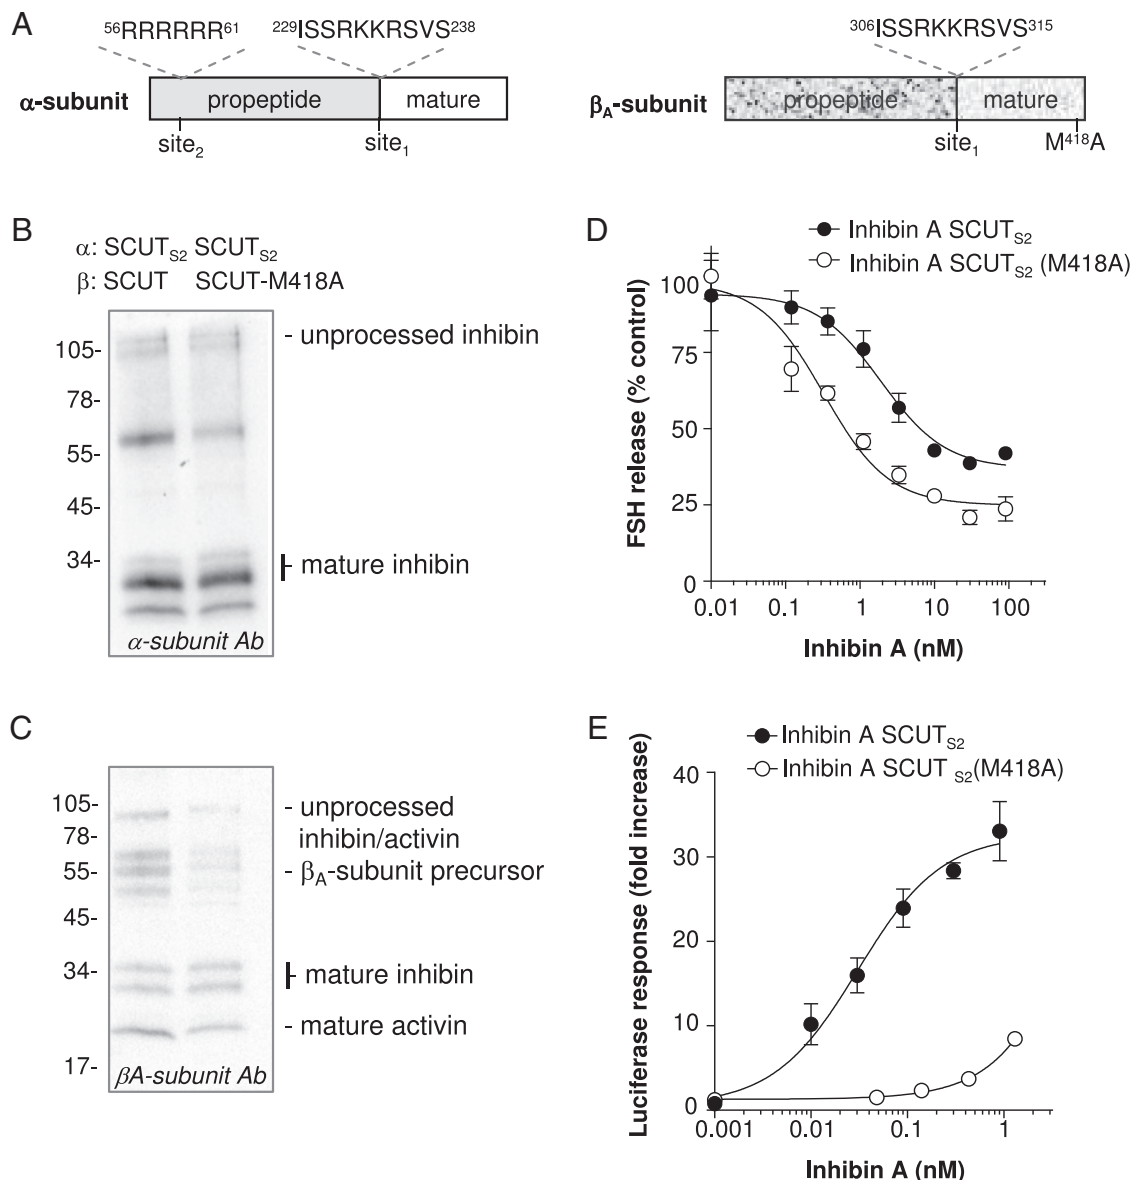 A
⁵⁶RRRRRR⁶¹ ²²⁹ISSRKKRSVS²³⁸
α-subunit propeptide mature
site₂ site₁
³⁰⁶ISSRKKRSVS³¹⁵
βA-subunit propeptide mature
site₁ M⁴¹⁸A
B
α: SCUTS2 SCUTS2
β: SCUT SCUT-M418A
- unprocessed inhibin
105-
78-
55-
45-
34-
mature inhibin
α-subunit Ab
C
105-
78-
55-
45-
34-
17-
- unprocessed
inhibin/activin
- βA-subunit precursor
mature inhibin
- mature activin
βA-subunit Ab
D
Inhibin A SCUTS2
Inhibin A SCUTS2 (M418A)
FSH release (% control)
100
75
50
25
0
0.01 0.1 1 10 100
Inhibin A (nM)
E
Inhibin A SCUTS2
Inhibin A SCUT S2(M418A)
Luciferase response (fold increase)
40
30
20
10
0
0.001 0.01 0.1 1
Inhibin A (nM)